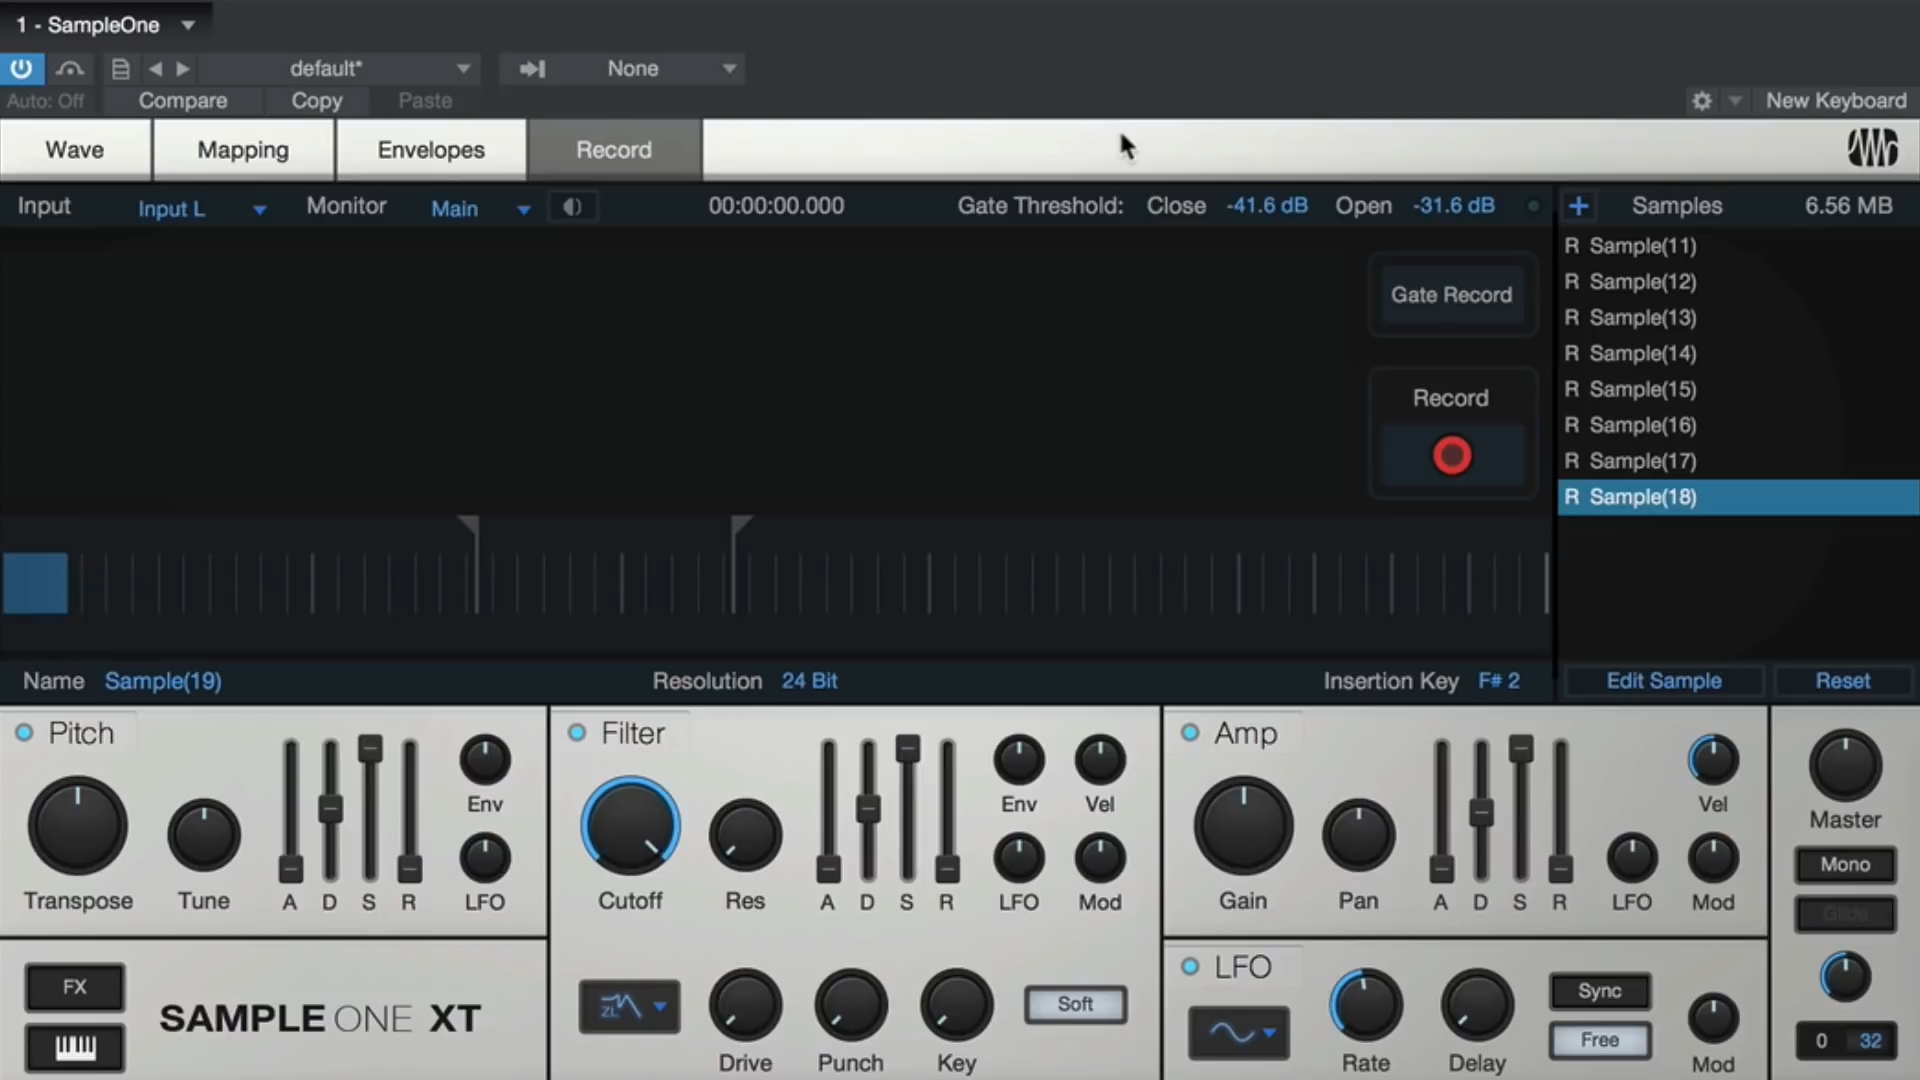 1 - SampleOne
default*
None
Auto: Off
Compare
Copy
Paste
New Keyboard
Wave
Mapping
Envelopes
Record
Input
Input L
Monitor
Main
00:00:00.000
Gate Threshold:
Close
-41.6 dB
Open
-31.6 dB
Samples
6.56 MB
Gate Record
Record
R Sample(11)
R Sample(12)
R Sample(13)
R Sample(14)
R Sample(15)
R Sample(16)
R Sample(17)
R Sample(18)
Name
Sample(19)
Resolution
24 Bit
Insertion Key
F# 2
Edit Sample
Reset
Pitch
Transpose
Tune
A D S R
Env
LFO
Filter
Cutoff
Res
A D S R
Env
Vel
LFO
Mod
Amp
Gain
Pan
A D S R
Vel
LFO
Mod
Master
Mono
Glide
FX
SAMPLE ONE XT
ZL
Drive
Punch
Key
Soft
LFO
Rate
Delay
Sync
Free
Mod
0 32